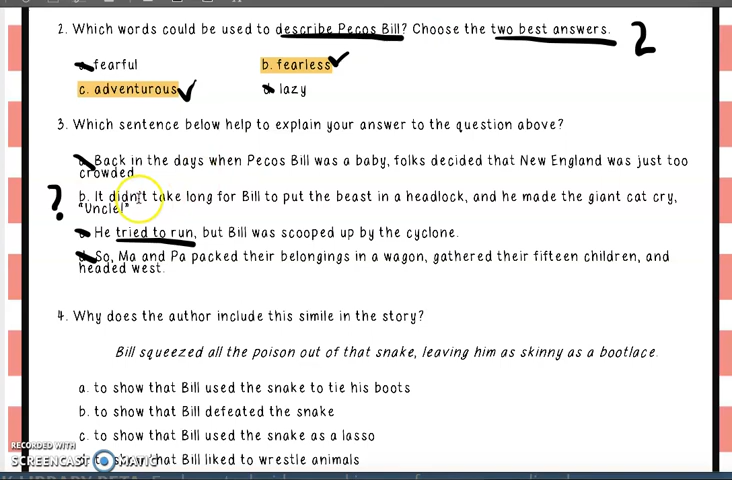 2. Which words could be used to describe Pecos Bill? Choose the two best answers. 2
fearful b. fearless
c. adventurous d. lazy
3. Which sentence below help to explain your answer to the question above?
Back in the days when Pecos Bill was a baby, folks decided that New England was just too
crowded.
? b. It didn't take long for Bill to put the beast in a headlock, and he made the giant cat cry,
"Uncle!"
He tried to run, but Bill was scooped up by the cyclone.
So, Ma and Pa packed their belongings in a wagon, gathered their fifteen children, and
headed west.
4. Why does the author include this simile in the story?
Bill squeezed all the poison out of that snake, leaving him as skinny as a bootlace.
a. to show that Bill used the snake to tie his boots
b. to show that Bill defeated the snake
c. to show that Bill used the snake as a lasso
that Bill liked to wrestle animals
RECORDED WITH
SCREENCAST MATIC